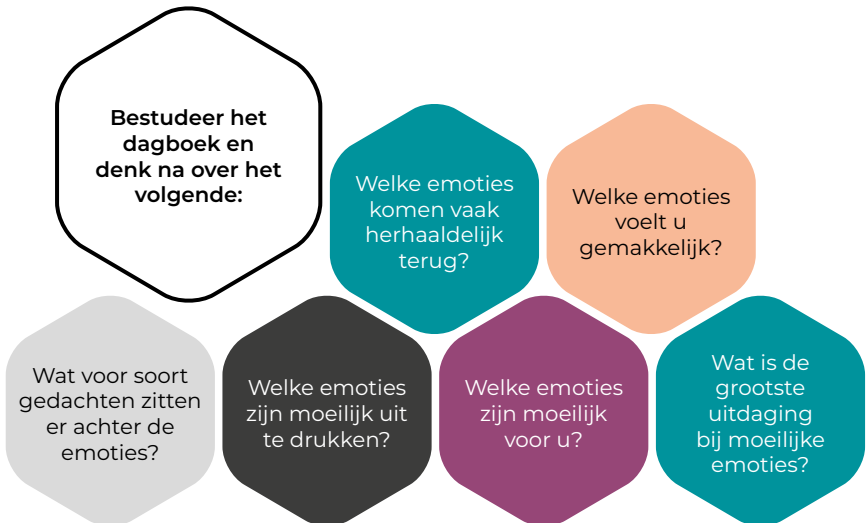 Bestudeer het
dagboek en
denk na over het
volgende:
Welke emoties
komen vaak
herhaaldelijk
terug?
Welke emoties
voelt u
gemakkelijk?
Wat voor soort
gedachten zitten
er achter de
emoties?
Welke emoties
zijn moeilijk uit
te drukken?
Welke emoties
zijn moeilijk
voor u?
Wat is de
grootste
uitdaging
bij moeilijke
emoties?